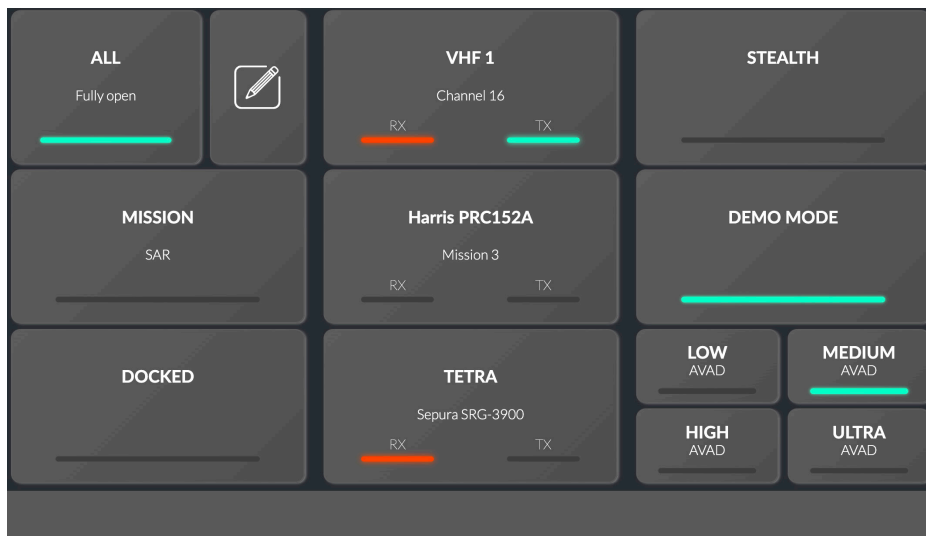 ALL
Fully open
VHF 1
Channel 16
RX TX
STEALTH
MISSION
SAR
Harris PRC152A
Mission 3
RX TX
DEMO MODE
DOCKED
TETRA
Sepura SRG-3900
RX TX
LOW
AVAD
MEDIUM
AVAD
HIGH
AVAD
ULTRA
AVAD